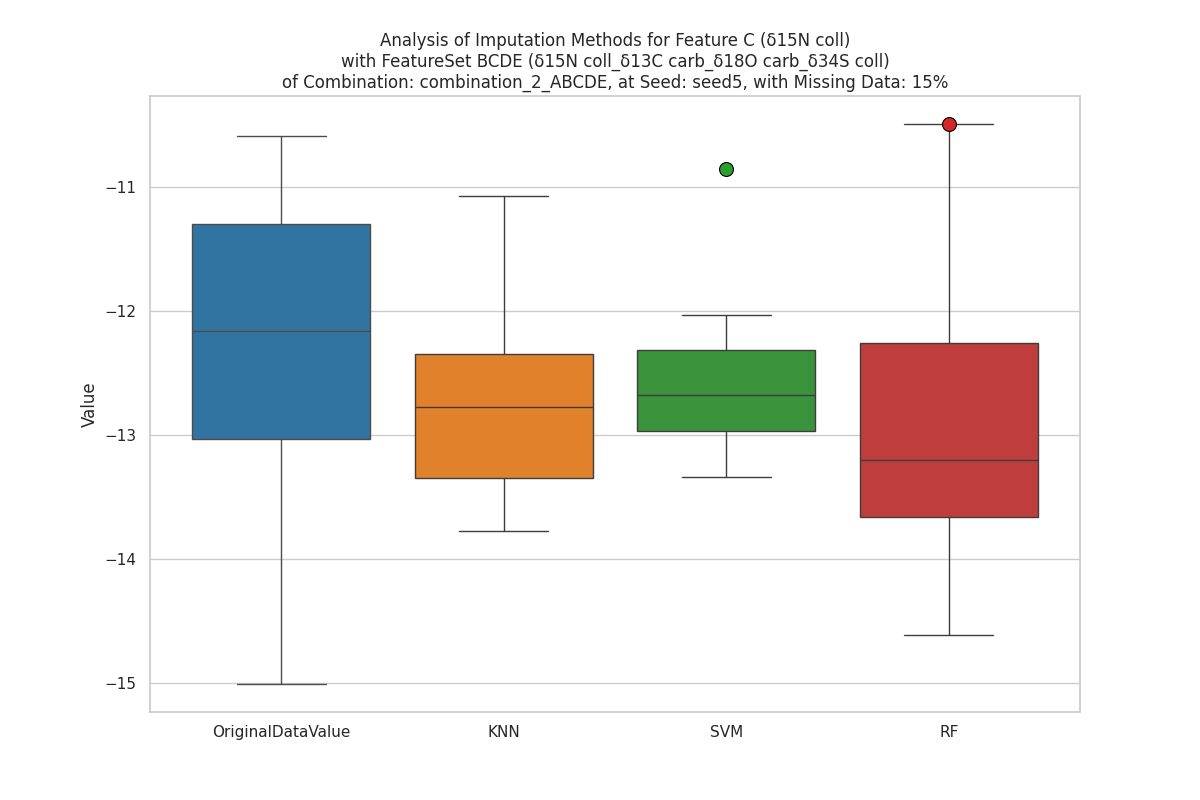 Analysis of Imputation Methods for Feature C (δ15N coll)
with FeatureSet BCDE (δ15N coll_δ13C carb_δ18O carb_δ34S coll)
of Combination: combination_2_ABCDE, at Seed: seed5, with Missing Data: 15%
−11
−12
−13
−14
−15
Value
OriginalDataValue
KNN
SVM
RF